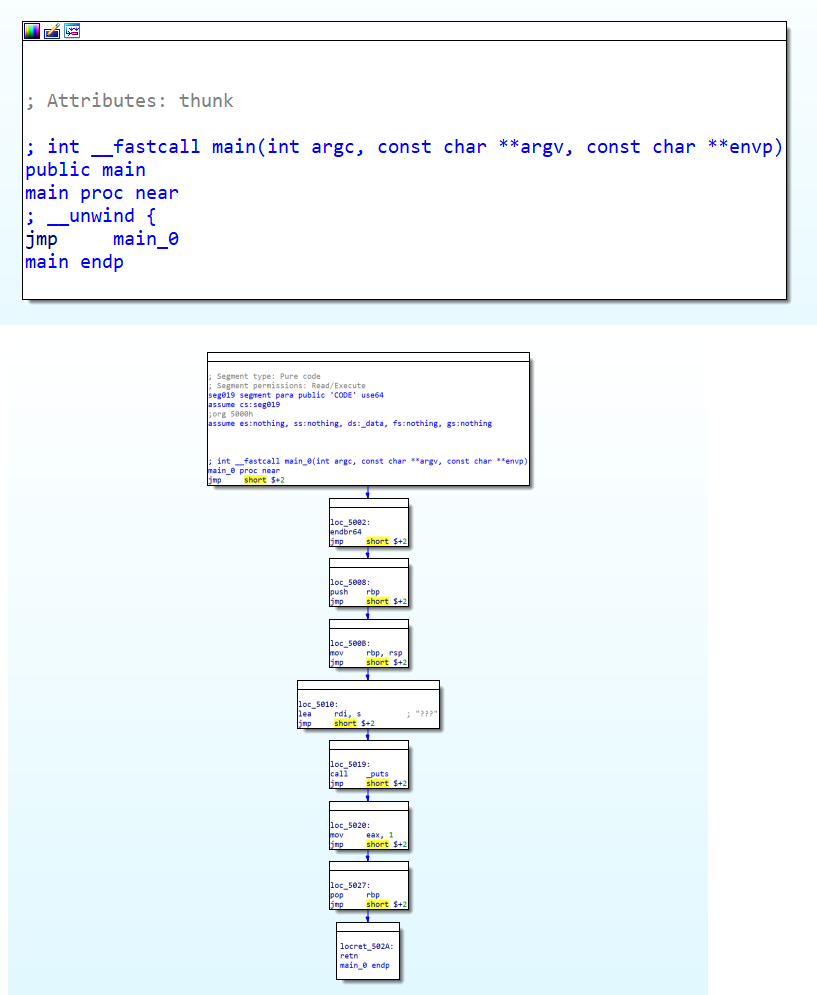 ; Attributes: thunk
; int __fastcall main(int argc, const char **argv, const char **envp)
public main
main proc near
; __unwind {
jmp     main_0
main endp
; Segment type: Pure code
; Segment permissions: Read/Execute
seg019 segment para public 'CODE' use64
assume cs:seg019
;org 5000h
assume es:nothing, ss:nothing, ds:_data, fs:nothing, gs:nothing
; int __fastcall main_0(int argc, const char **argv, const char **envp)
main_0 proc near
jmp     short $+2
loc_5002:
endbr64
jmp     short $+2
loc_5008:
push    rbp
jmp     short $+2
loc_500B:
mov     rbp, rsp
jmp     short $+2
loc_5010:
lea     rdi, s          ; "???"
jmp     short $+2
loc_5019:
call    _puts
jmp     short $+2
loc_5020:
mov     eax, 1
jmp     short $+2
loc_5027:
pop     rbp
jmp     short $+2
locret_502A:
retn
main_0 endp